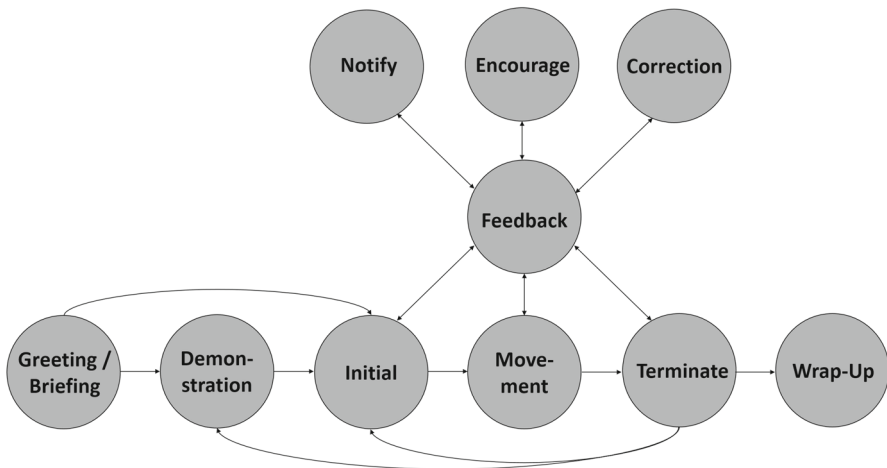 Notify
Encourage
Correction
Feedback
Greeting /
Briefing
Demon-
stration
Initial
Move-
ment
Terminate
Wrap-Up